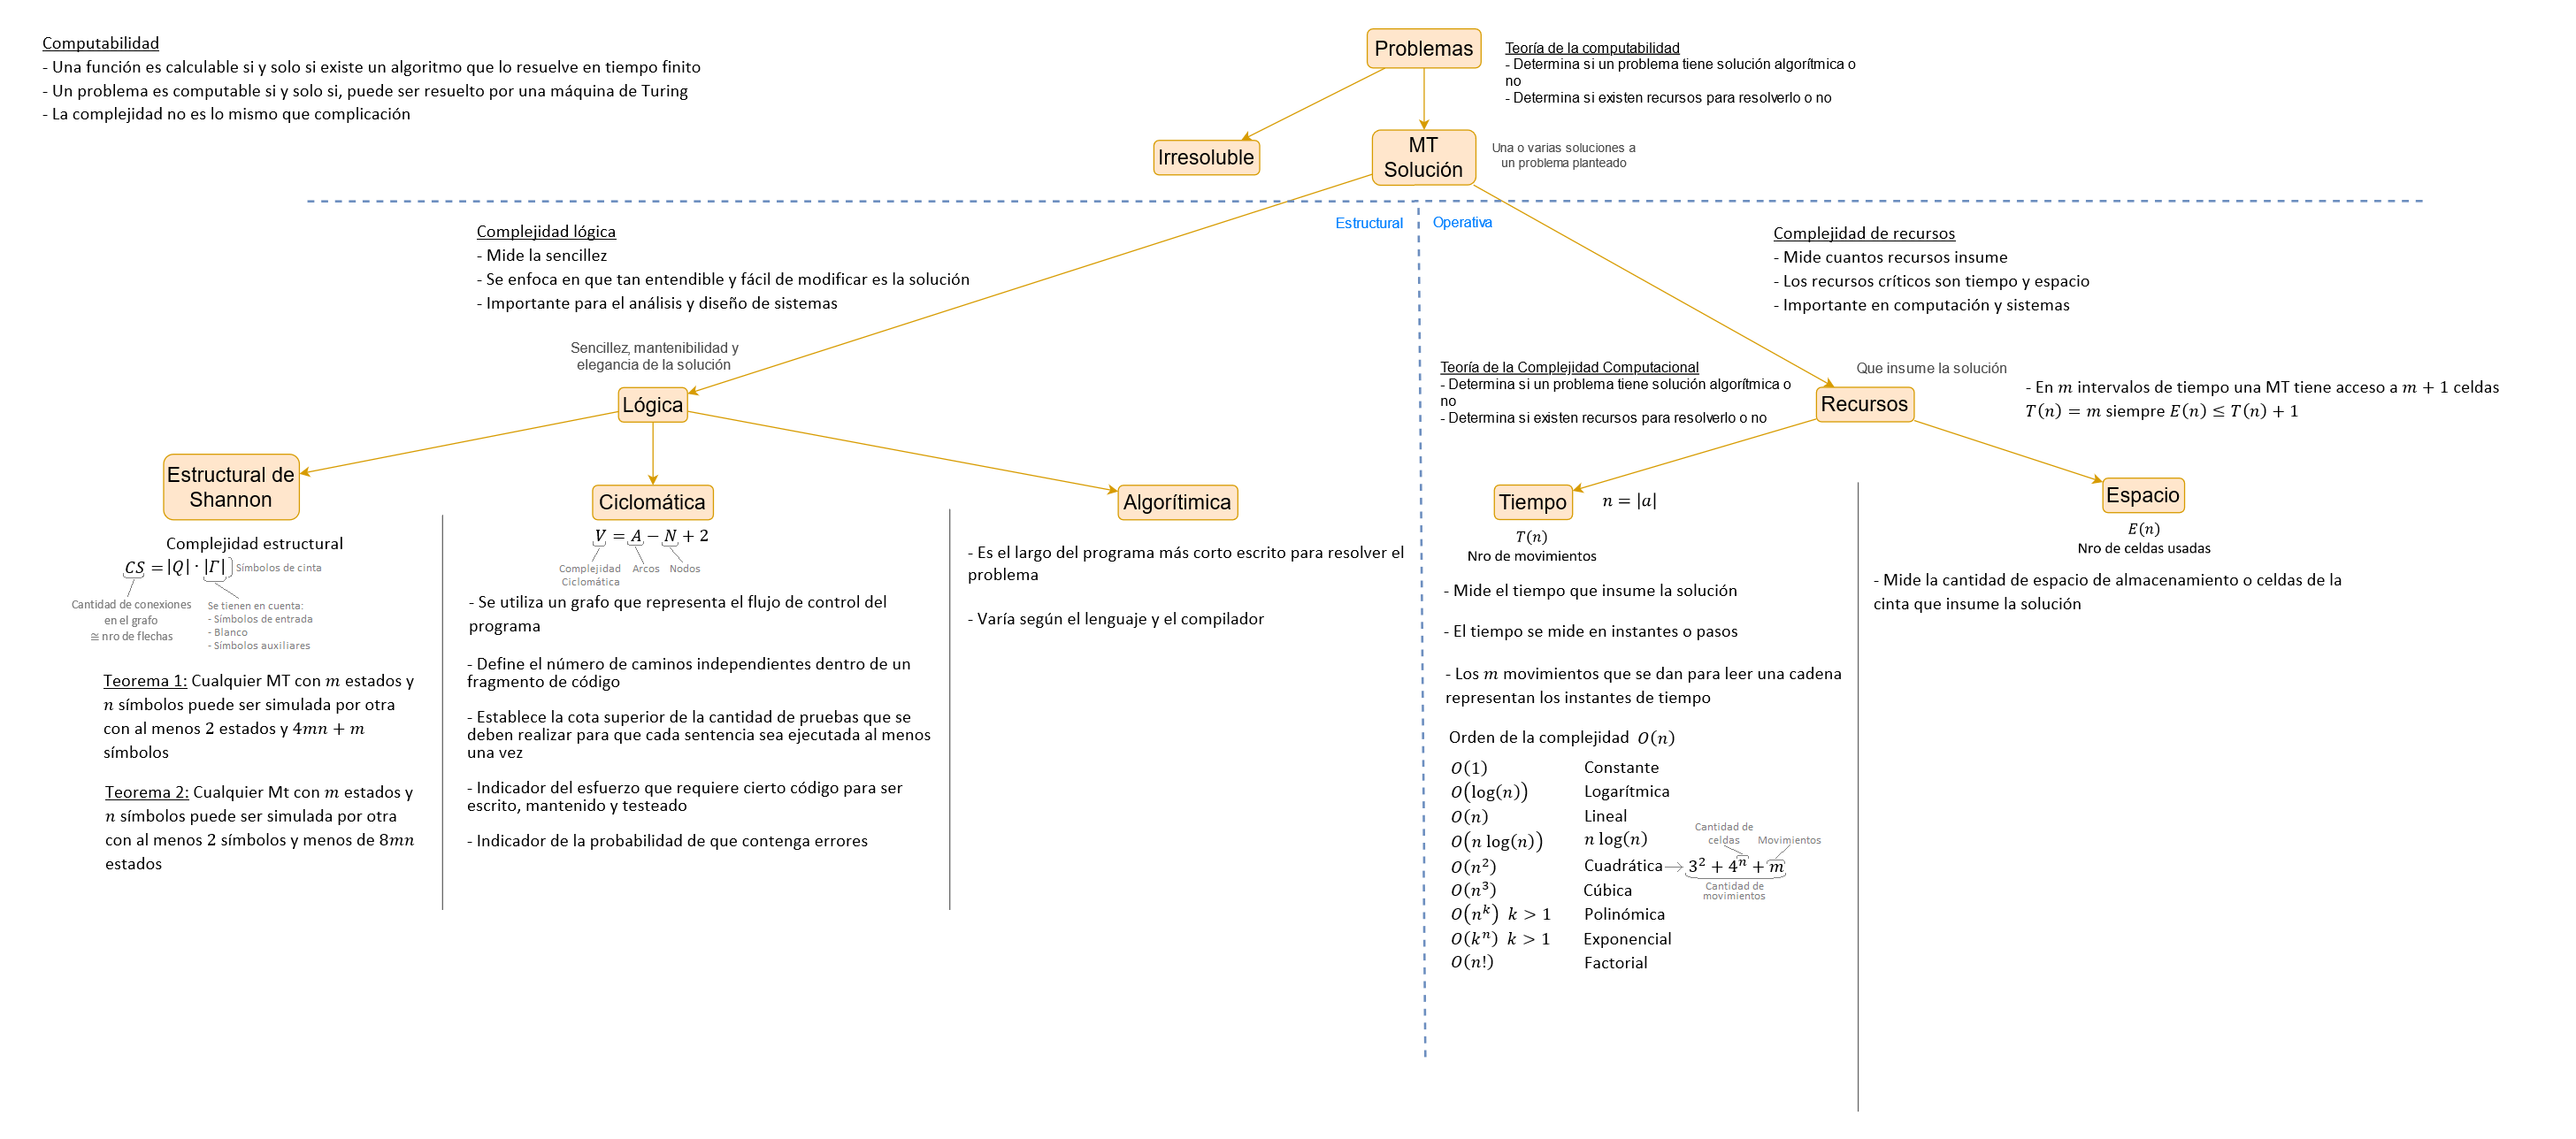 Computabilidad
- Una función es calculable si y solo si existe un algoritmo que lo resuelve en tiempo finito
- Un problema es computable si y solo si, puede ser resuelto por una máquina de Turing
- La complejidad no es lo mismo que complicación
Problemas
Teoría de la computabilidad
- Determina si un problema tiene solución algorítmica o
no
- Determina si existen recursos para resolverlo o no
Irresoluble
MT
Solución
Una o varias soluciones a
un problema planteado
Estructural
Operativa
Complejidad lógica
- Mide la sencillez
- Se enfoca en que tan entendible y fácil de modificar es la solución
- Importante para el análisis y diseño de sistemas
Complejidad de recursos
- Mide cuantos recursos insume
- Los recursos críticos son tiempo y espacio
- Importante en computación y sistemas
Sencillez, mantenibilidad y
elegancia de la solución
Lógica
Teoría de la Complejidad Computacional
- Determina si un problema tiene solución algorítmica o
no
- Determina si existen recursos para resolverlo o no
Que insume la solución
Recursos
- En m intervalos de tiempo una MT tiene acceso a m + 1 celdas
T(n) = m siempre E(n) ≤ T(n) + 1
Estructural de
Shannon
Complejidad estructural
CS = |Q| · |Γ|
Símbolos de cinta
Cantidad de conexiones
en el grafo
≅ nro de flechas
Se tienen en cuenta:
- Símbolos de entrada
- Blanco
- Símbolos auxiliares
Teorema 1: Cualquier MT con m estados y
n símbolos puede ser simulada por otra
con al menos 2 estados y 4mn + m
símbolos
Teorema 2: Cualquier Mt con m estados y
n símbolos puede ser simulada por otra
con al menos 2 símbolos y menos de 8mn
estados
Ciclomática
V = A − N + 2
Complejidad
Ciclomática
Arcos
Nodos
- Se utiliza un grafo que representa el flujo de control del
programa
- Define el número de caminos independientes dentro de un
fragmento de código
- Establece la cota superior de la cantidad de pruebas que se
deben realizar para que cada sentencia sea ejecutada al menos
una vez
- Indicador del esfuerzo que requiere cierto código para ser
escrito, mantenido y testeado
- Indicador de la probabilidad de que contenga errores
Algorítimica
- Es el largo del programa más corto escrito para resolver el
problema
- Varía según el lenguaje y el compilador
Tiempo
n = |a|
T(n)
Nro de movimientos
- Mide el tiempo que insume la solución
- El tiempo se mide en instantes o pasos
- Los m movimientos que se dan para leer una cadena
representan los instantes de tiempo
Orden de la complejidad O(n)
O(1) Constante
O(log(n)) Logarítmica
O(n) Lineal
O(n log(n)) n log(n)
O(n²) Cuadrática → 3² + 4ⁿ + m
Cantidad de
celdas
Movimientos
Cantidad de
movimientos
O(n³) Cúbica
O(nᵏ) k > 1 Polinómica
O(kⁿ) k > 1 Exponencial
O(n!) Factorial
Espacio
E(n)
Nro de celdas usadas
- Mide la cantidad de espacio de almacenamiento o celdas de la
cinta que insume la solución